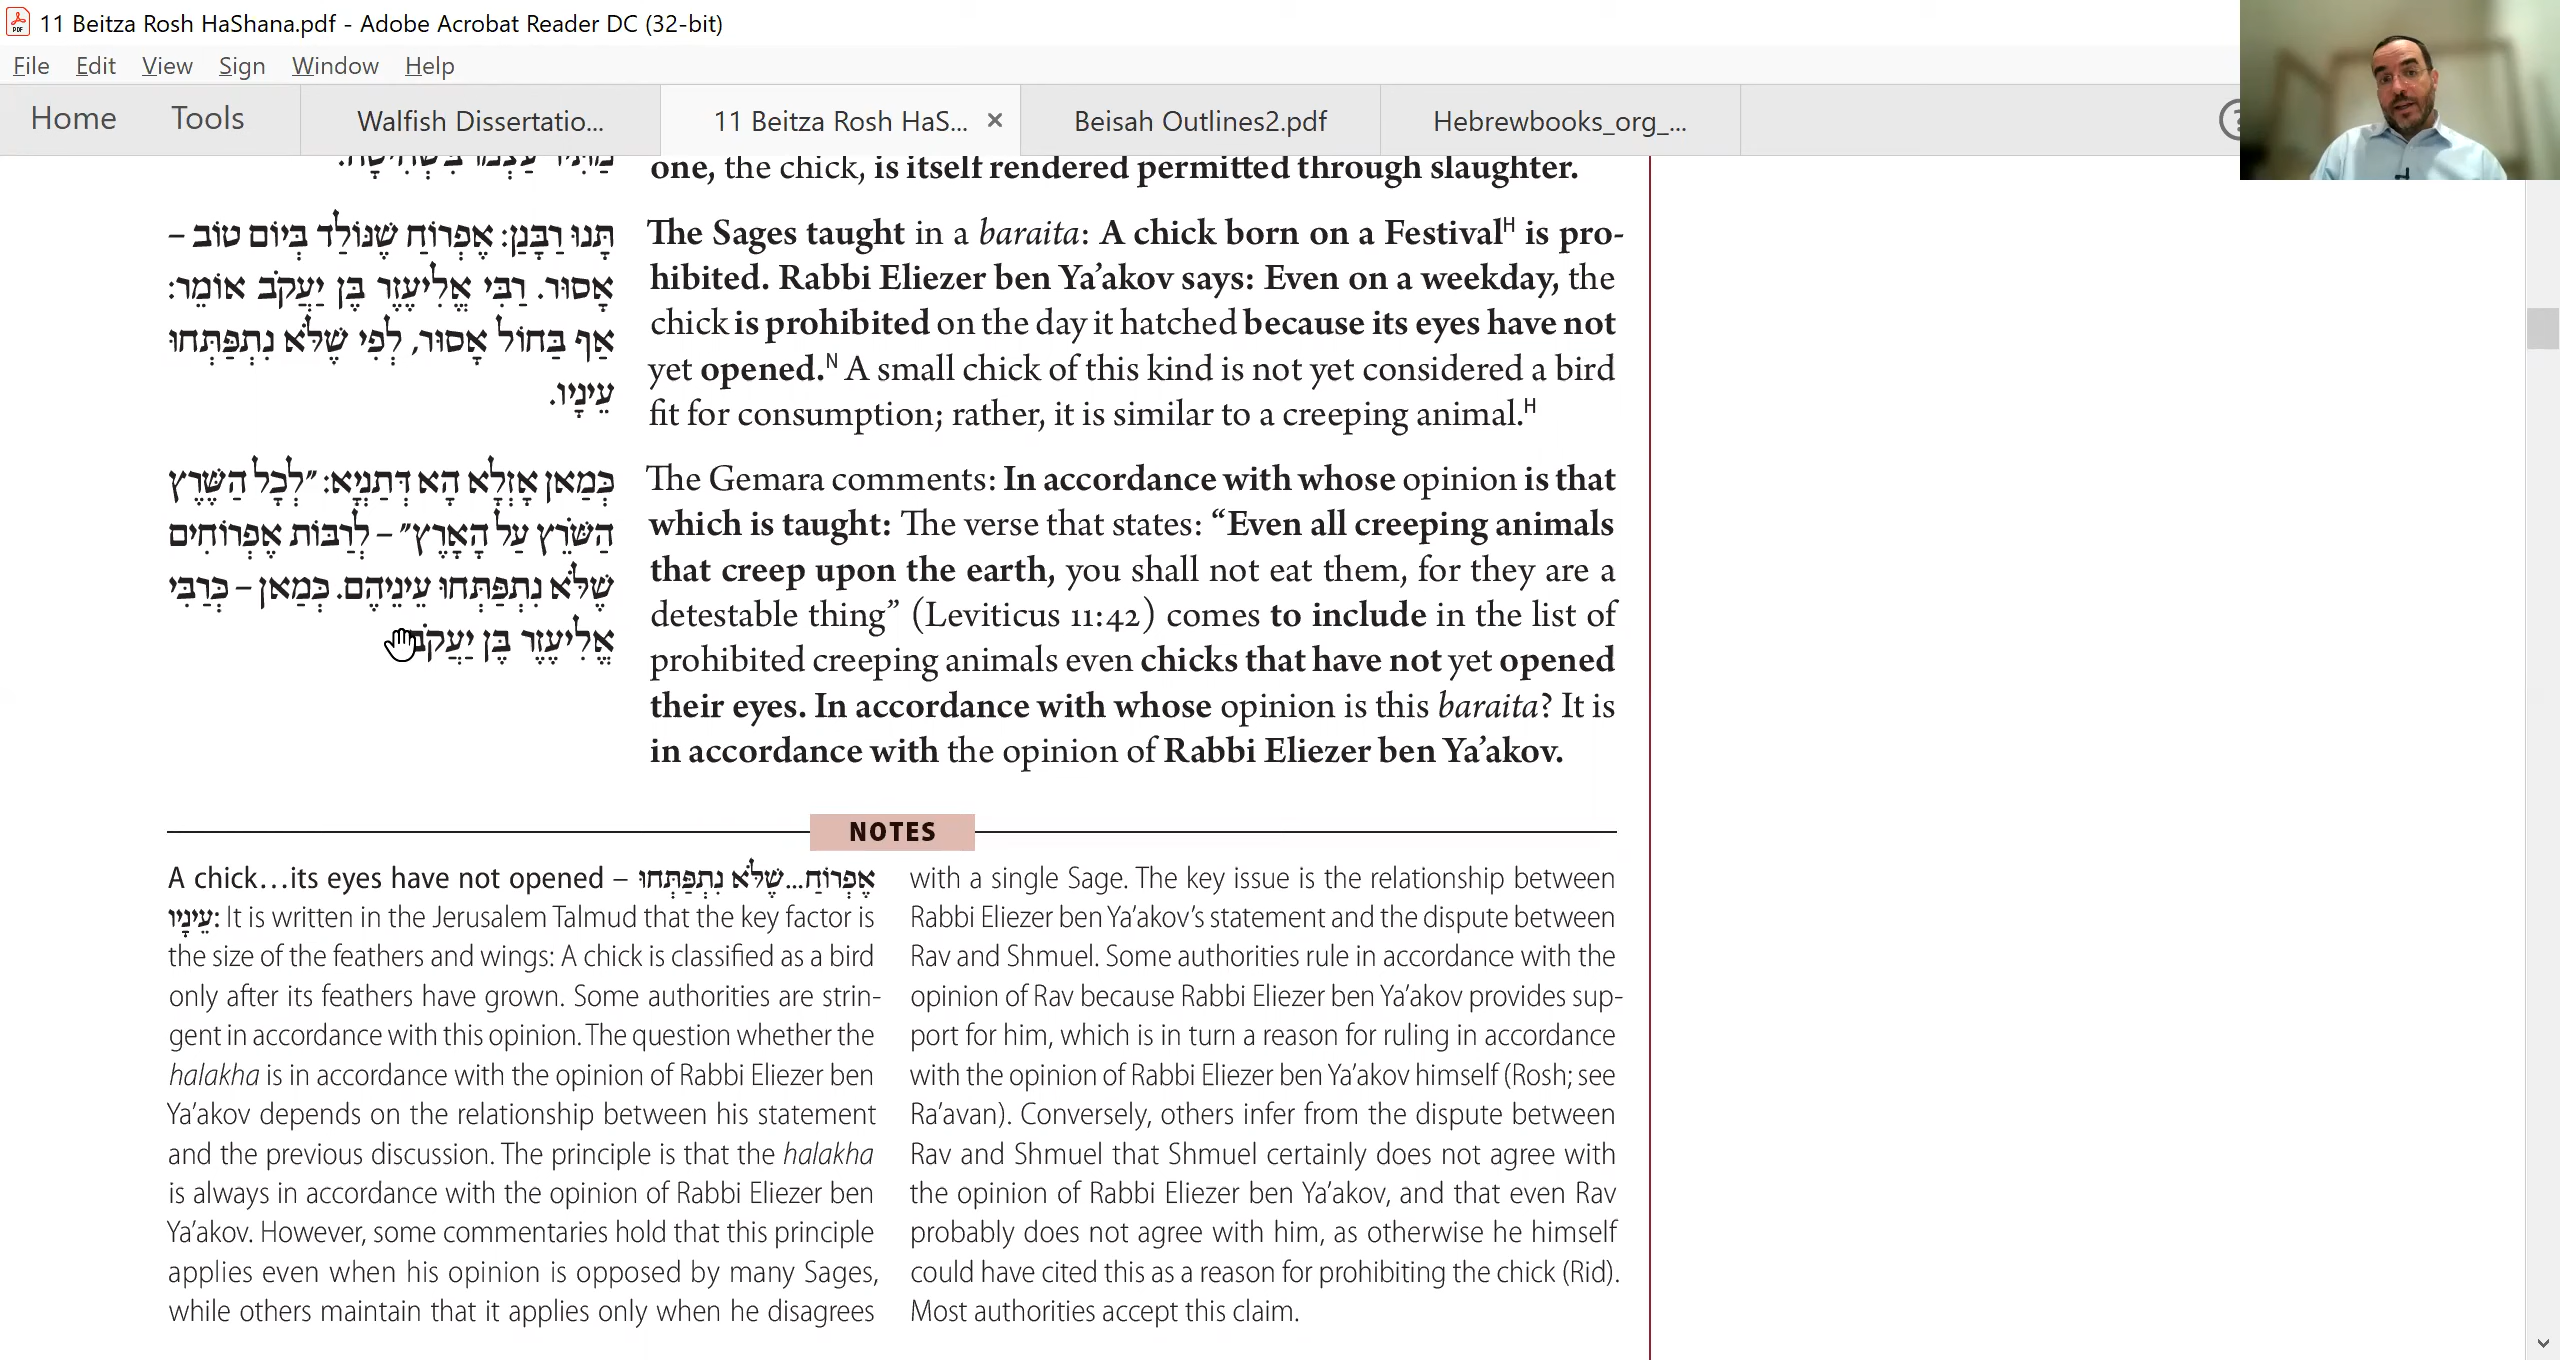 11 Beitza Rosh HaShana.pdf - Adobe Acrobat Reader DC (32-bit)
File Edit View Sign Window Help
Home Tools Walfish Dissertatio... 11 Beitza Rosh HaS... × Beisah Outlines2.pdf Hebrewbooks_org_...
one, the chick, is itself rendered permitted through slaughter.
תָּנוּ רַבָּנַן: אֶפְרוֹחַ שֶׁנּוֹלַד בְּיוֹם טוֹב –
אָסוּר. רַבִּי אֱלִיעֶזֶר בֶּן יַעֲקֹב אוֹמֵר:
אַף בַּחוֹל אָסוּר, לְפִי שֶׁלֹּא נִתְפַּתְּחוּ
עֵינָיו.
The Sages taught in a baraita: A chick born on a Festivalᴴ is pro-
hibited. Rabbi Eliezer ben Ya’akov says: Even on a weekday, the
chick is prohibited on the day it hatched because its eyes have not
yet opened.ᴺ A small chick of this kind is not yet considered a bird
fit for consumption; rather, it is similar to a creeping animal.ᴴ
כְּמַאן אָזְלָא הָא דְּתַנְיָא: ״לְכָל הַשֶּׁרֶץ
הַשֹּׁרֵץ עַל הָאָרֶץ״ – לְרַבּוֹת אֶפְרוֹחִים
שֶׁלֹּא נִתְפַּתְּחוּ עֵינֵיהֶם. כְּמַאן – כְּרַבִּי
אֱלִיעֶזֶר בֶּן יַעֲקֹב
The Gemara comments: In accordance with whose opinion is that
which is taught: The verse that states: “Even all creeping animals
that creep upon the earth, you shall not eat them, for they are a
detestable thing” (Leviticus 11:42) comes to include in the list of
prohibited creeping animals even chicks that have not yet opened
their eyes. In accordance with whose opinion is this baraita? It is
in accordance with the opinion of Rabbi Eliezer ben Ya’akov.
NOTES
A chick…its eyes have not opened – אֶפְרוֹחַ...שֶׁלֹּא נִתְפַּתְּחוּ
עֵינָיו: It is written in the Jerusalem Talmud that the key factor is
the size of the feathers and wings: A chick is classified as a bird
only after its feathers have grown. Some authorities are strin-
gent in accordance with this opinion. The question whether the
halakha is in accordance with the opinion of Rabbi Eliezer ben
Ya’akov depends on the relationship between his statement
and the previous discussion. The principle is that the halakha
is always in accordance with the opinion of Rabbi Eliezer ben
Ya’akov. However, some commentaries hold that this principle
applies even when his opinion is opposed by many Sages,
while others maintain that it applies only when he disagrees
with a single Sage. The key issue is the relationship between
Rabbi Eliezer ben Ya’akov’s statement and the dispute between
Rav and Shmuel. Some authorities rule in accordance with the
opinion of Rav because Rabbi Eliezer ben Ya’akov provides sup-
port for him, which is in turn a reason for ruling in accordance
with the opinion of Rabbi Eliezer ben Ya’akov himself (Rosh; see
Ra’avan). Conversely, others infer from the dispute between
Rav and Shmuel that Shmuel certainly does not agree with
the opinion of Rabbi Eliezer ben Ya’akov, and that even Rav
probably does not agree with him, as otherwise he himself
could have cited this as a reason for prohibiting the chick (Rid).
Most authorities accept this claim.